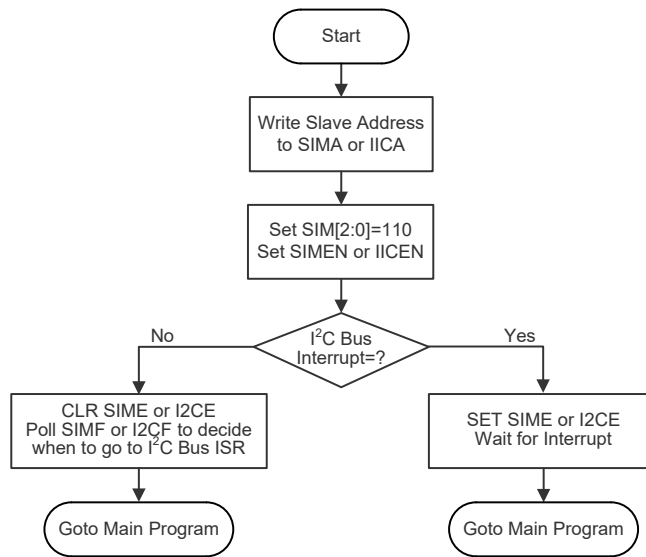 Start
Write Slave Address
to SIMA or IICA
Set SIM[2:0]=110
Set SIMEN or IICEN
No
I²C Bus
Interrupt=?
Yes
CLR SIME or I2CE
Poll SIMF or I2CF to decide
when to go to I²C Bus ISR
SET SIME or I2CE
Wait for Interrupt
Goto Main Program
Goto Main Program